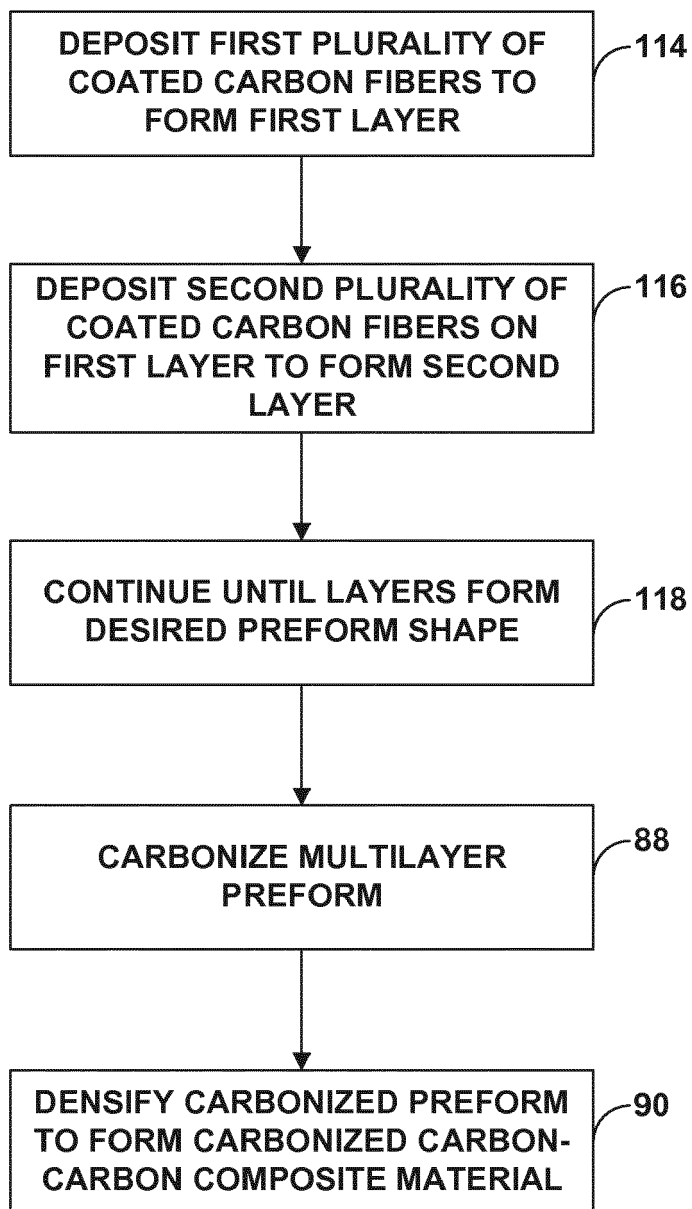 DEPOSIT FIRST PLURALITY OF
COATED CARBON FIBERS TO
FORM FIRST LAYER
114
DEPOSIT SECOND PLURALITY OF
COATED CARBON FIBERS ON
FIRST LAYER TO FORM SECOND
LAYER
116
CONTINUE UNTIL LAYERS FORM
DESIRED PREFORM SHAPE
118
CARBONIZE MULTILAYER
PREFORM
88
DENSIFY CARBONIZED PREFORM
TO FORM CARBONIZED CARBON-
CARBON COMPOSITE MATERIAL
90